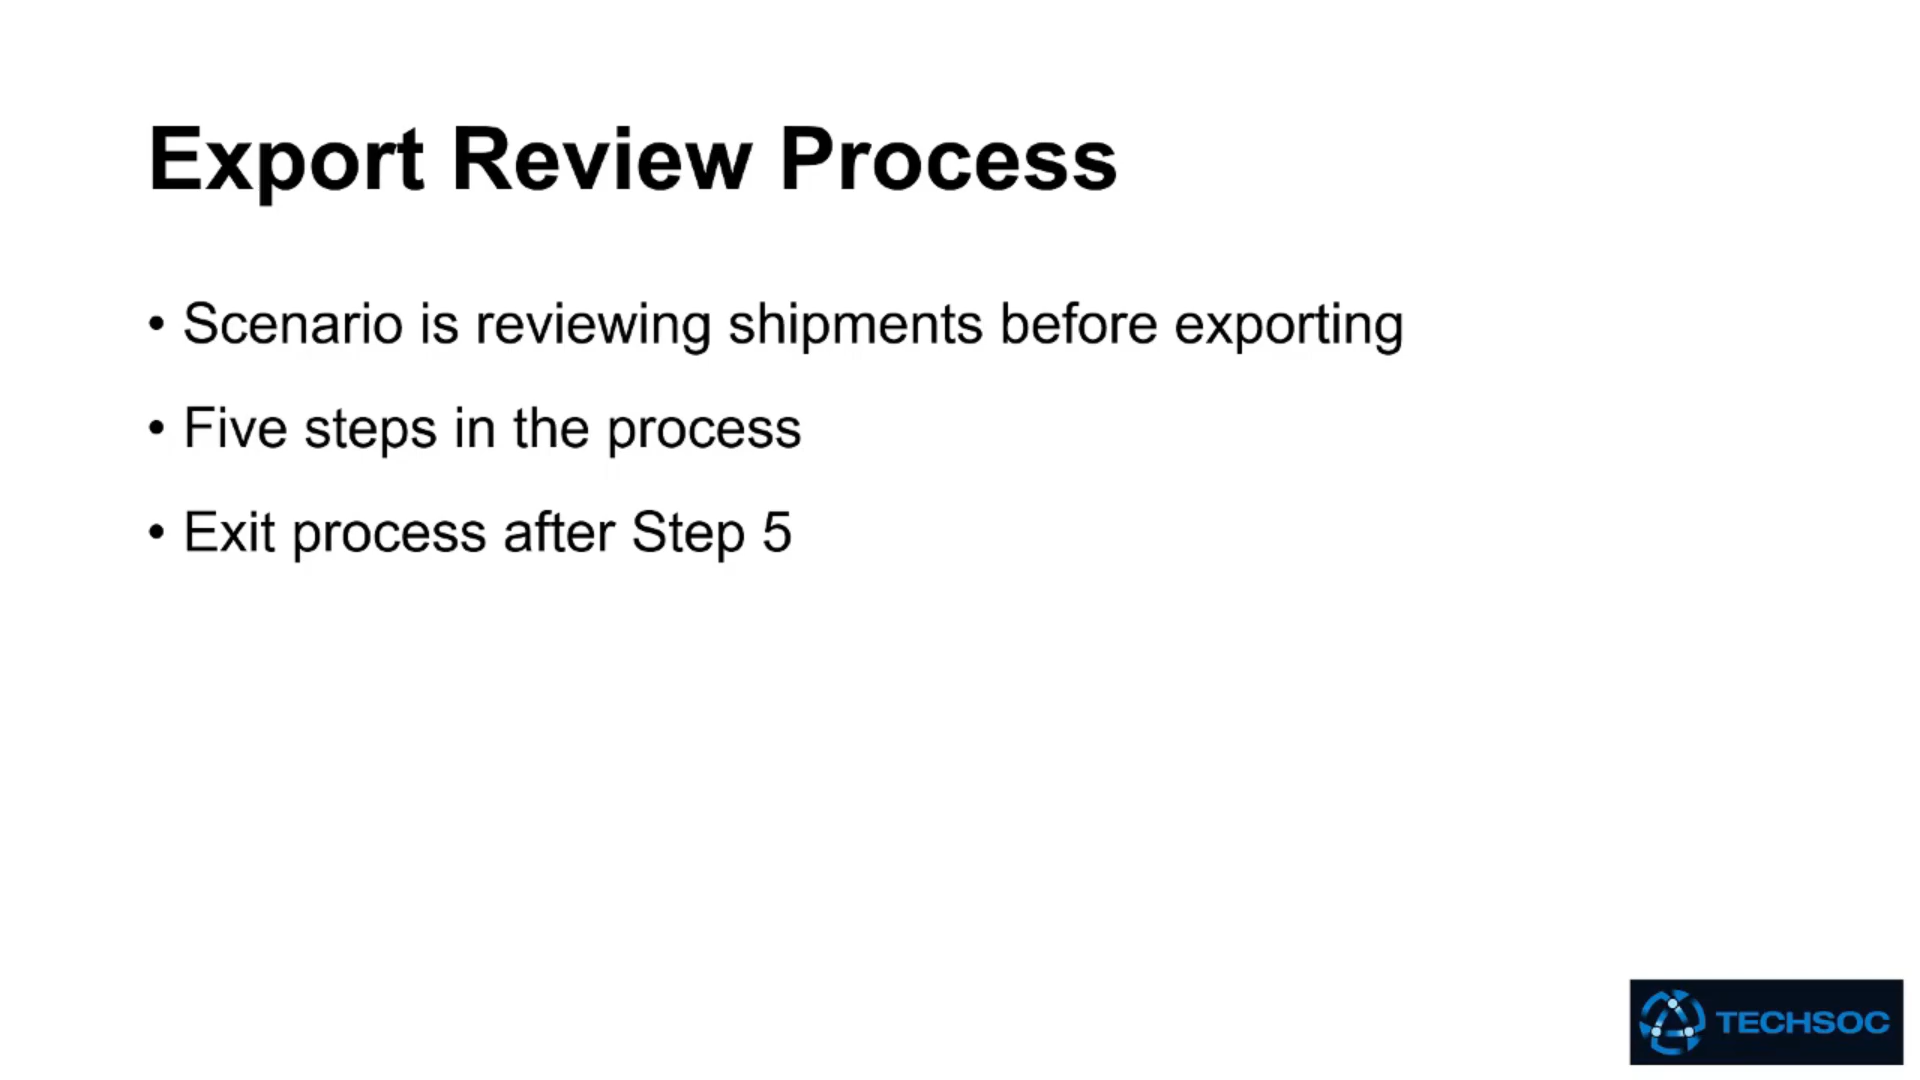 Export Review Process
• Scenario is reviewing shipments before exporting
• Five steps in the process
• Exit process after Step 5
TECHSOC